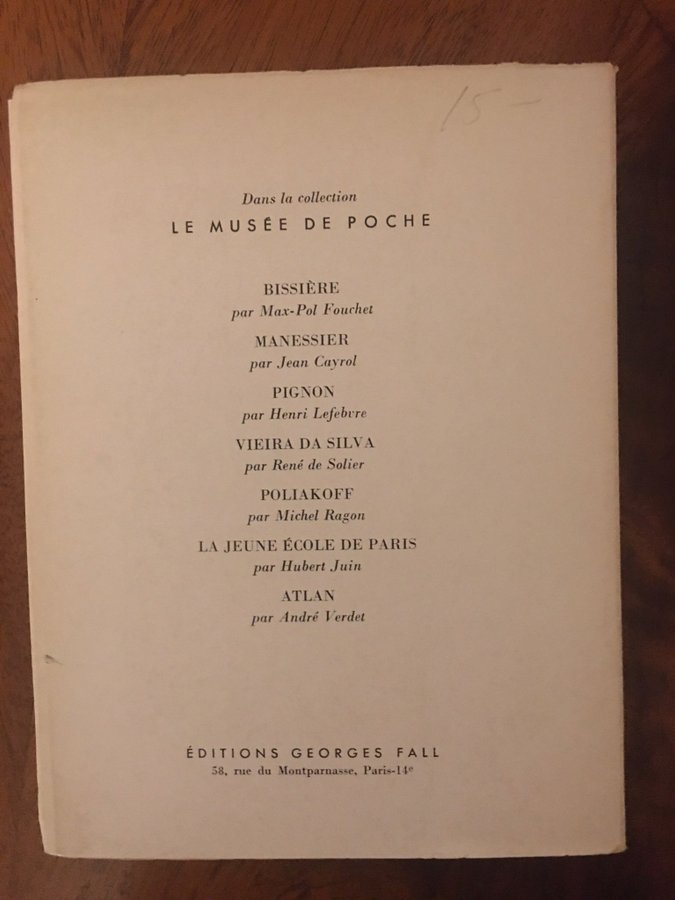 15-
Dans la collection
LE MUSÉE DE POCHE
BISSIÈRE
par Max-Pol Fouchet
MANESSIER
par Jean Cayrol
PIGNON
par Henri Lefebvre
VIEIRA DA SILVA
par René de Solier
POLIAKOFF
par Michel Ragon
LA JEUNE ÉCOLE DE PARIS
par Hubert Juin
ATLAN
par André Verdet
ÉDITIONS GEORGES FALL
58, rue du Montparnasse, Paris-14e